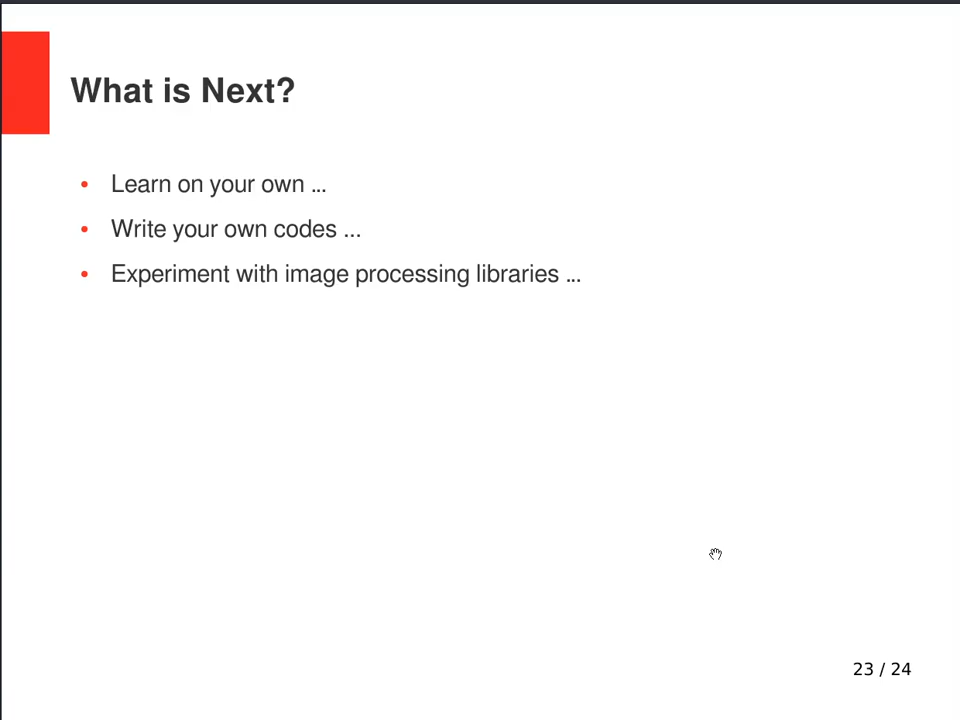 What is Next?
• Learn on your own ...
• Write your own codes ...
• Experiment with image processing libraries ...
23 / 24